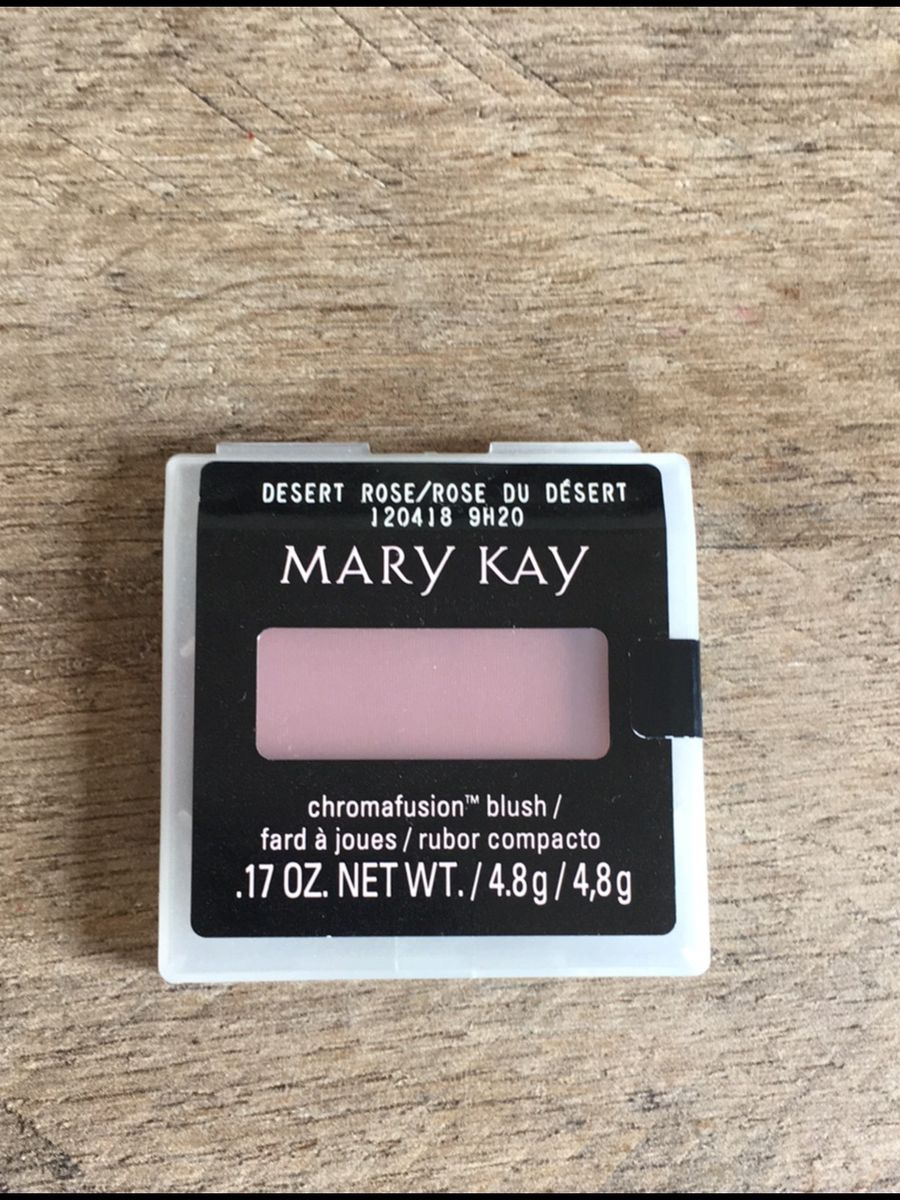 DESERT ROSE/ROSE DU DÉSERT
120418 9H20
MARY KAY
chromafusion™ blush /
fard à joues / rubor compacto
.17 OZ. NET WT. / 4.8g / 4,8g